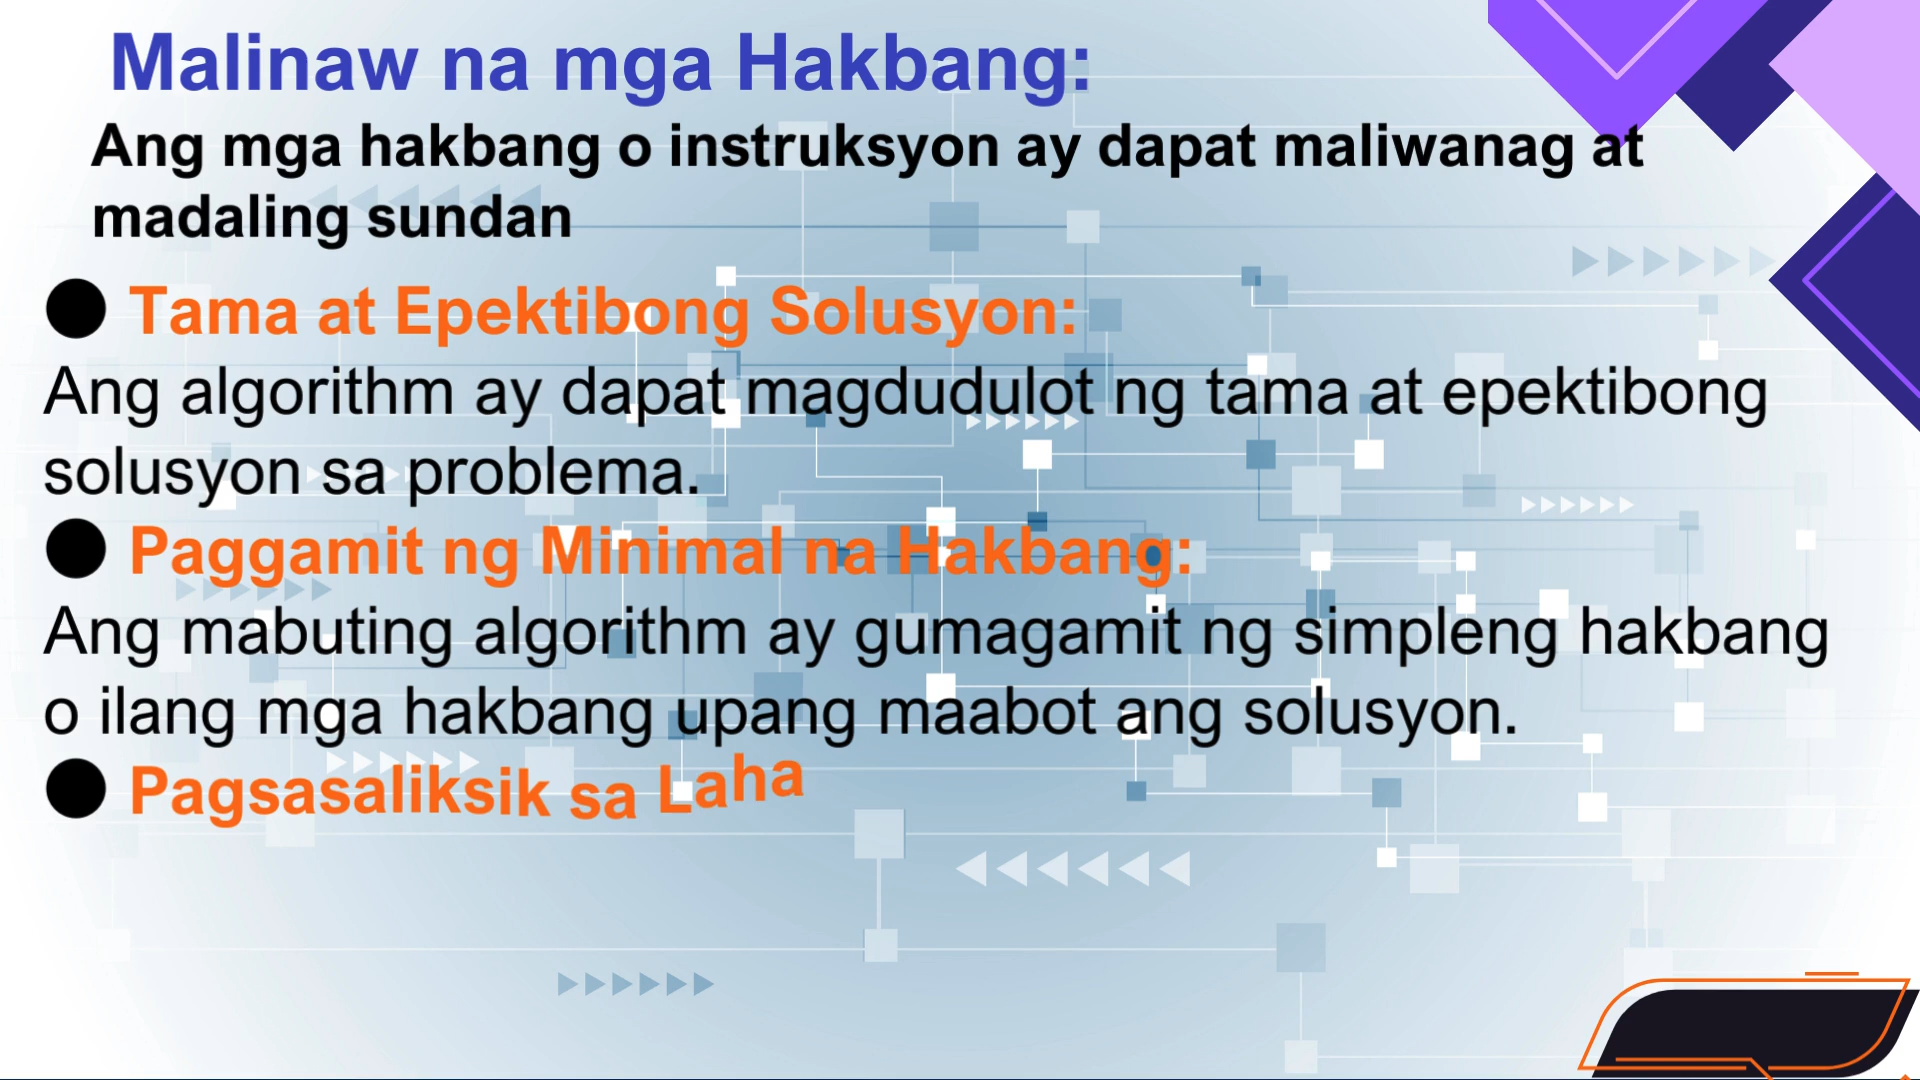 Malinaw na mga Hakbang:
Ang mga hakbang o instruksyon ay dapat maliwanag at
madaling sundan
● Tama at Epektibong Solusyon:
Ang algorithm ay dapat magdudulot ng tama at epektibong
solusyon sa problema.
● Paggamit ng Minimal na Hakbang:
Ang mabuting algorithm ay gumagamit ng simpleng hakbang
o ilang mga hakbang upang maabot ang solusyon.
● Pagsasaliksik sa Laha